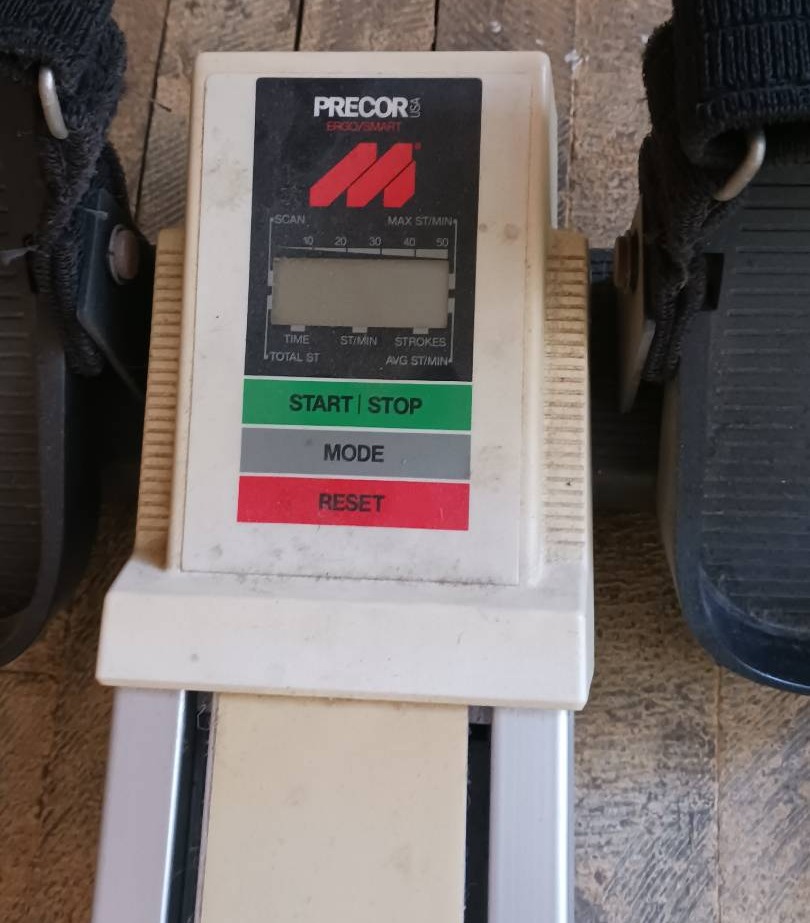 PRECOR USA
ERGO/SMART
SCAN MAX ST/MIN
10 20 30 40 50
TIME ST/MIN STROKES
TOTAL ST AVG ST/MIN
START | STOP
MODE
RESET